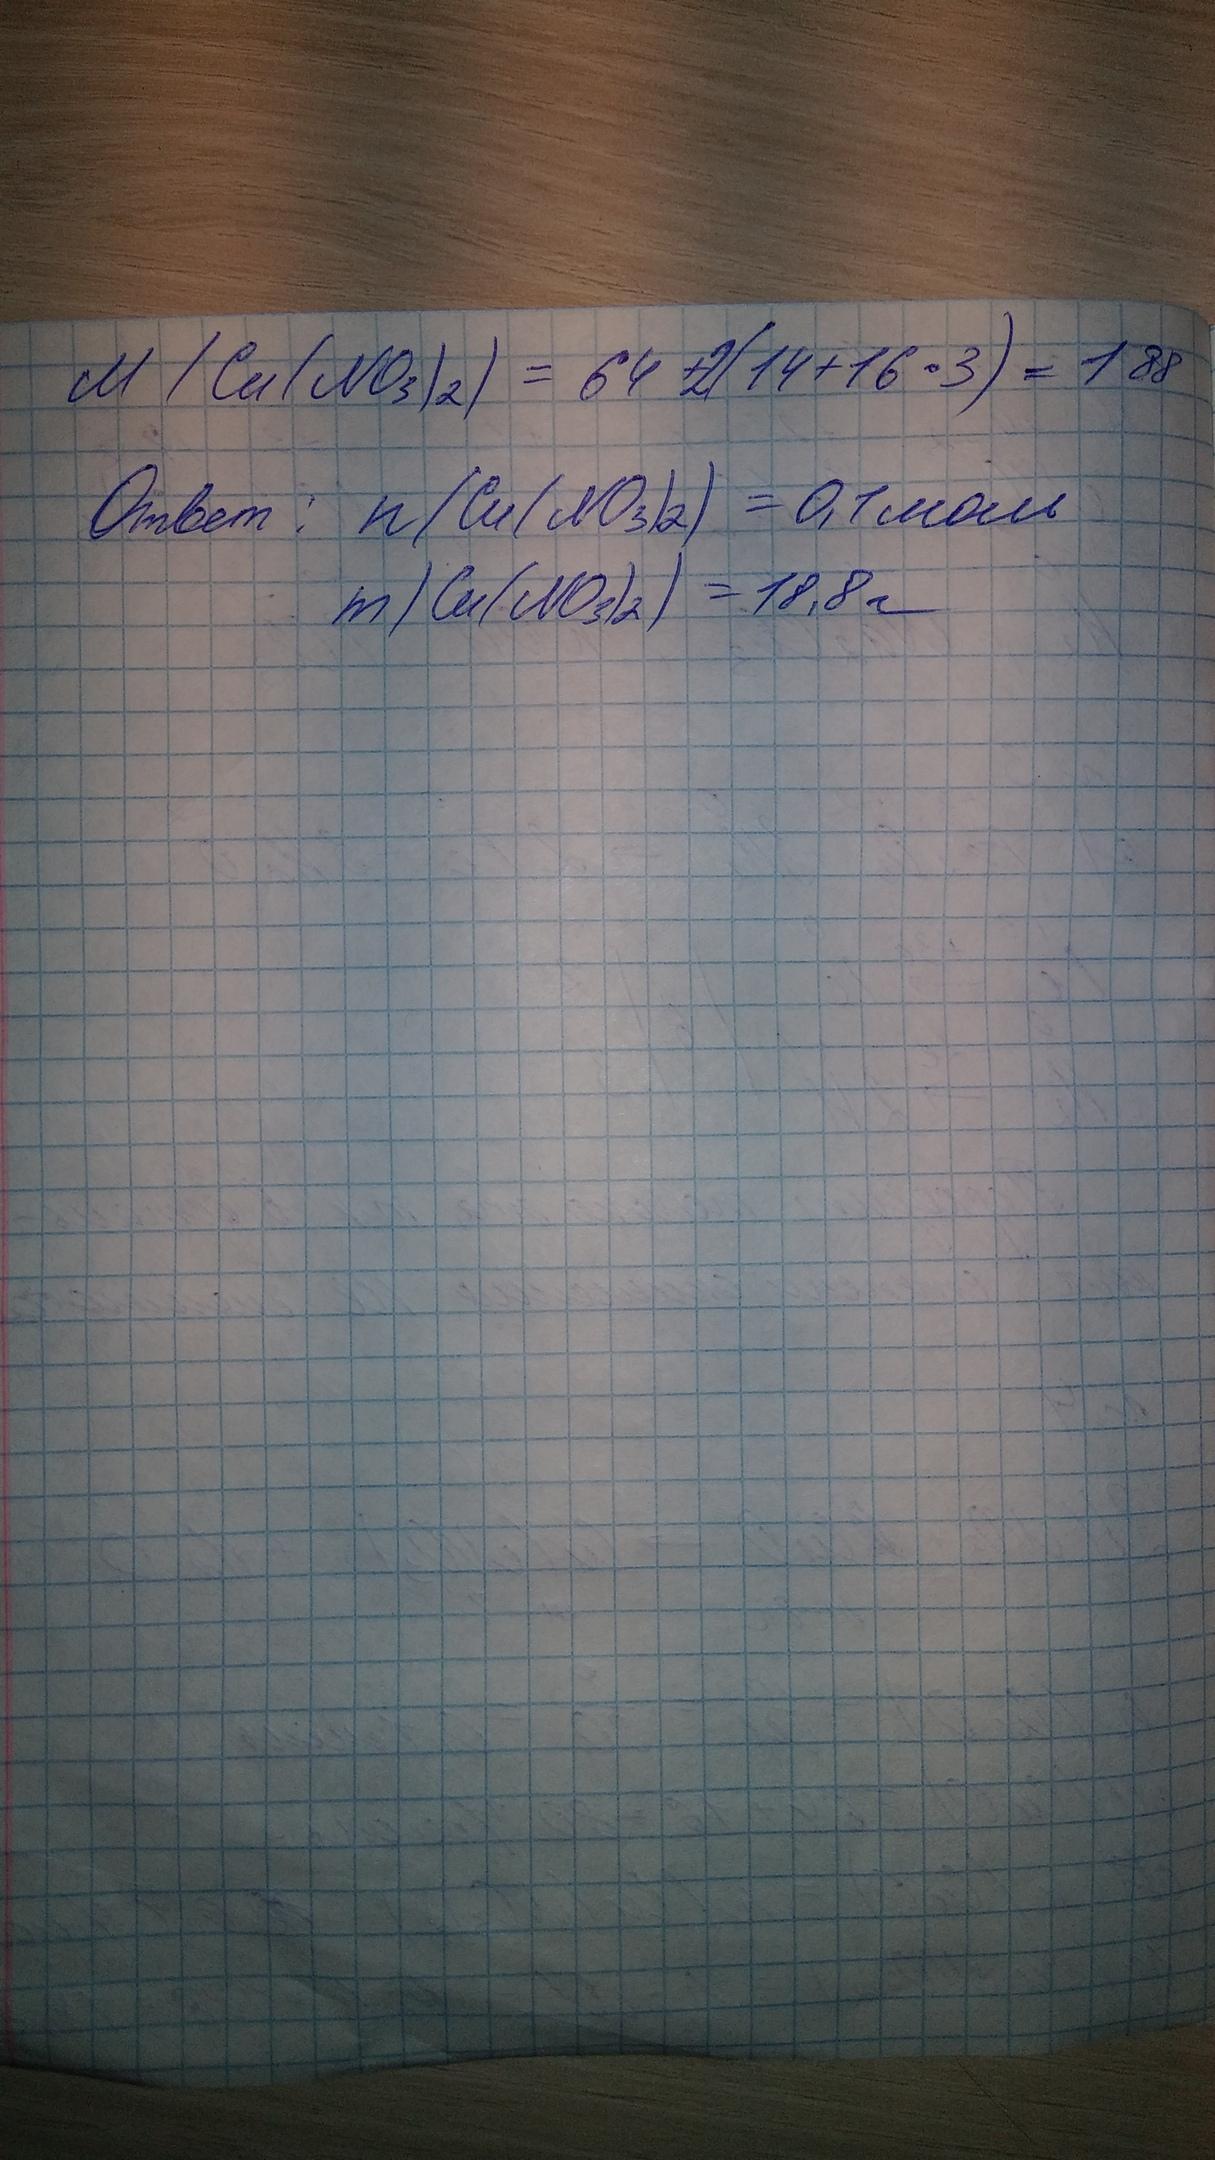 M(Cu(NO₃)₂) = 64+2(14+16·3) = 188
Ответ: n(Cu(NO₃)₂) = 0,1 моль
m(Cu(NO₃)₂) = 18,8 г